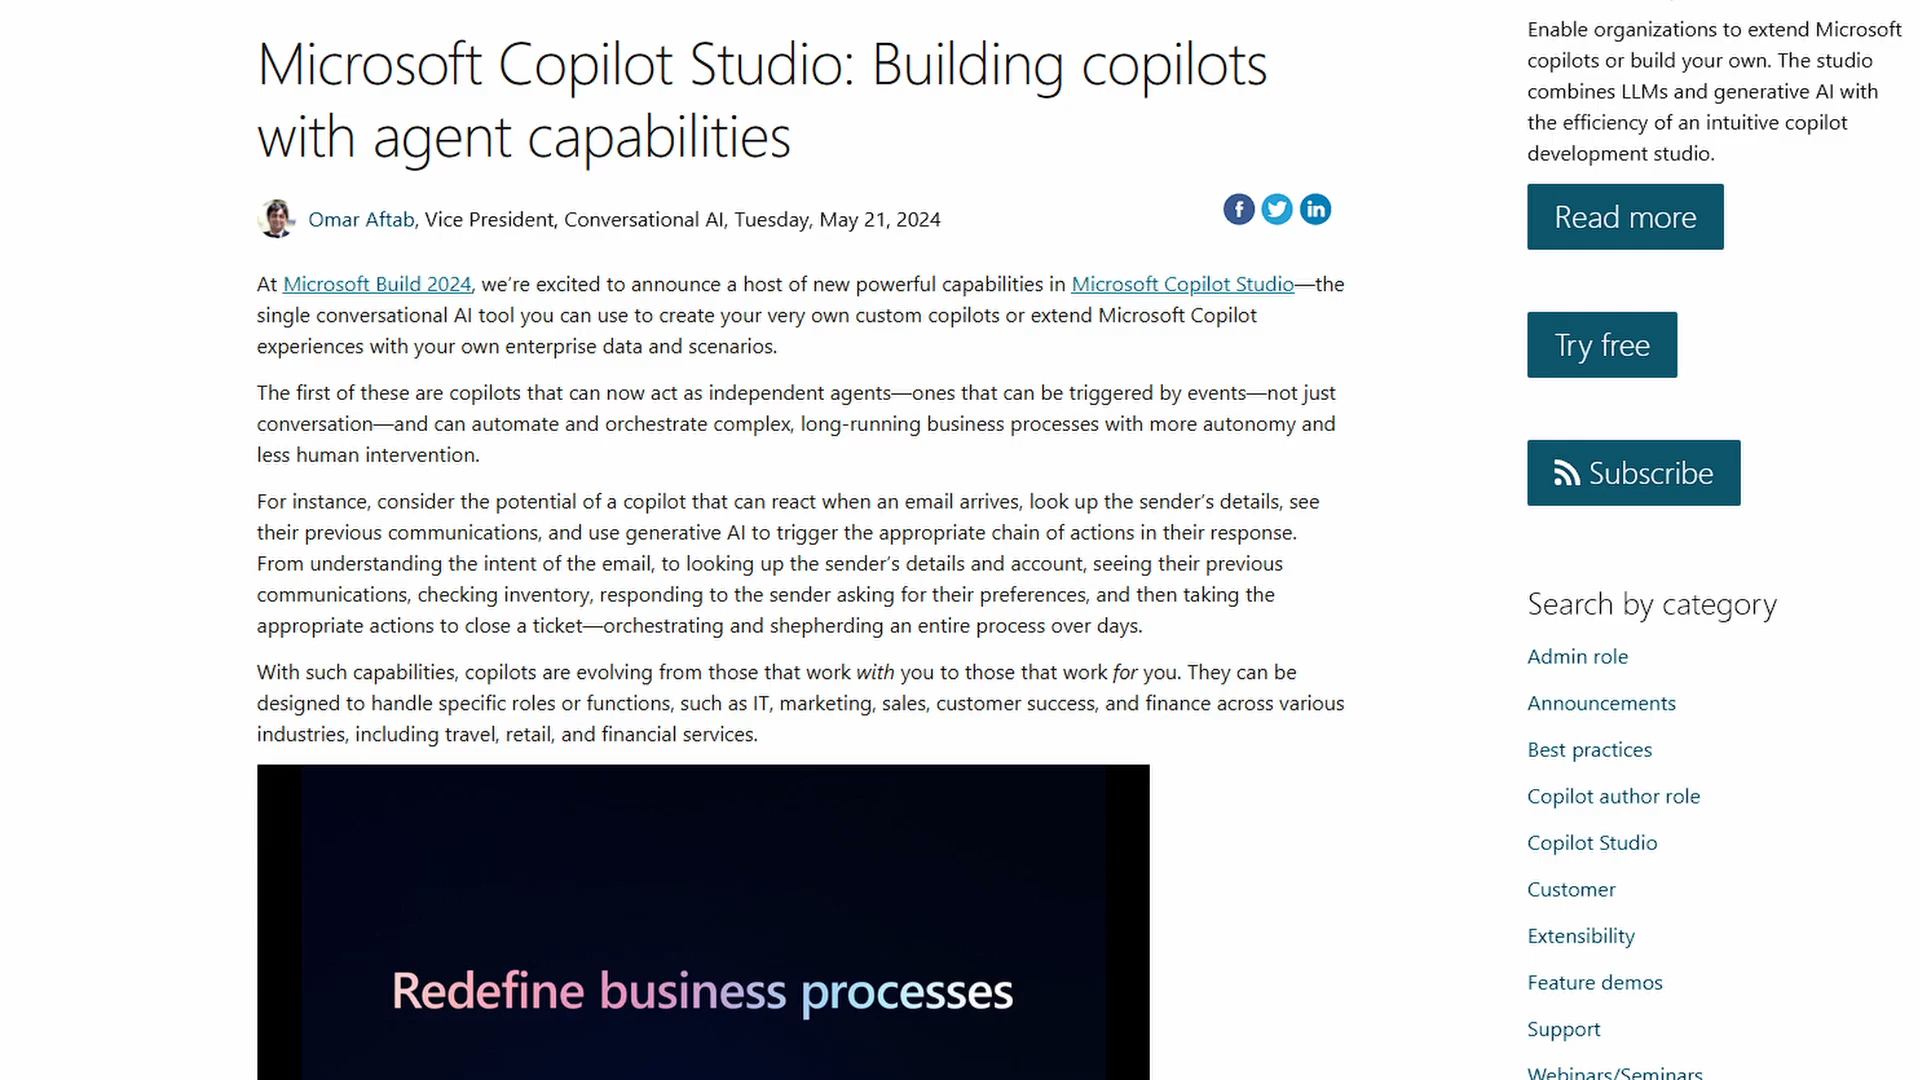 Microsoft Copilot Studio: Building copilots
with agent capabilities
Omar Aftab, Vice President, Conversational AI, Tuesday, May 21, 2024
At Microsoft Build 2024, we’re excited to announce a host of new powerful capabilities in Microsoft Copilot Studio—the
single conversational AI tool you can use to create your very own custom copilots or extend Microsoft Copilot
experiences with your own enterprise data and scenarios.
The first of these are copilots that can now act as independent agents—ones that can be triggered by events—not just
conversation—and can automate and orchestrate complex, long-running business processes with more autonomy and
less human intervention.
For instance, consider the potential of a copilot that can react when an email arrives, look up the sender’s details, see
their previous communications, and use generative AI to trigger the appropriate chain of actions in their response.
From understanding the intent of the email, to looking up the sender’s details and account, seeing their previous
communications, checking inventory, responding to the sender asking for their preferences, and then taking the
appropriate actions to close a ticket—orchestrating and shepherding an entire process over days.
With such capabilities, copilots are evolving from those that work with you to those that work for you. They can be
designed to handle specific roles or functions, such as IT, marketing, sales, customer success, and finance across various
industries, including travel, retail, and financial services.
Redefine business processes
Enable organizations to extend Microsoft
copilots or build your own. The studio
combines LLMs and generative AI with
the efficiency of an intuitive copilot
development studio.
Read more
Try free
Subscribe
Search by category
Admin role
Announcements
Best practices
Copilot author role
Copilot Studio
Customer
Extensibility
Feature demos
Support
Webinars/Seminars